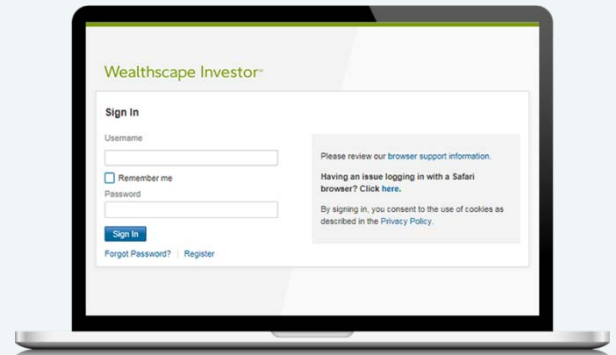 Wealthscape Investor℠
Sign In
Username
Remember me
Password
Sign In
Forgot Password? | Register
Please review our browser support information.
Having an issue logging in with a Safari
browser? Click here.
By signing in, you consent to the use of cookies as
described in the Privacy Policy.